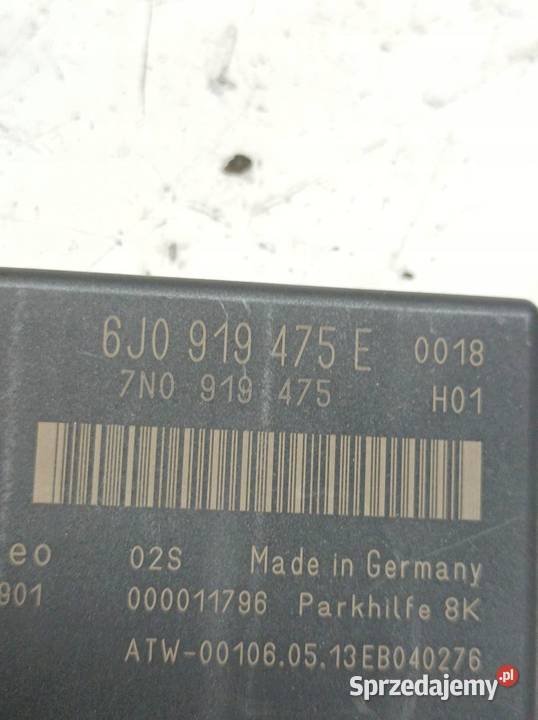 6J0 919 475 E 0018
7N0 919 475 H01
eo 02S Made in Germany
901 000011796 Parkhilfe 8K
ATW-00106.05.13EB040276
Sprzedajemy.pl